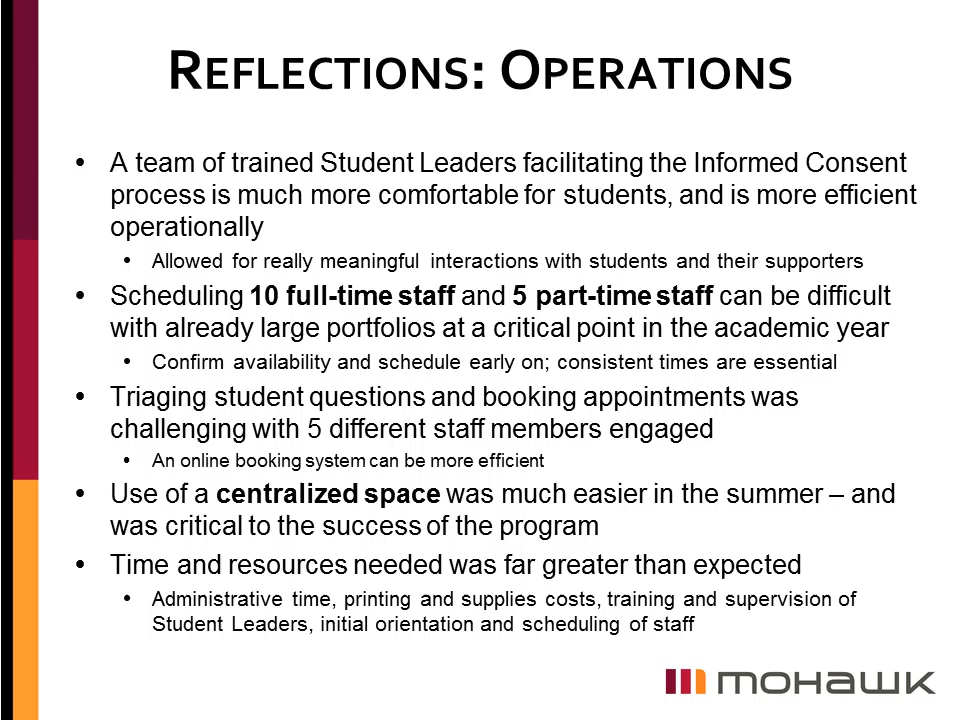 REFLECTIONS: OPERATIONS
• A team of trained Student Leaders facilitating the Informed Consent
process is much more comfortable for students, and is more efficient
operationally
• Allowed for really meaningful interactions with students and their supporters
• Scheduling 10 full-time staff and 5 part-time staff can be difficult
with already large portfolios at a critical point in the academic year
• Confirm availability and schedule early on; consistent times are essential
• Triaging student questions and booking appointments was
challenging with 5 different staff members engaged
• An online booking system can be more efficient
• Use of a centralized space was much easier in the summer – and
was critical to the success of the program
• Time and resources needed was far greater than expected
• Administrative time, printing and supplies costs, training and supervision of
Student Leaders, initial orientation and scheduling of staff
mohawk